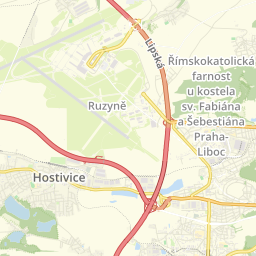 Lipská
Římskokatolická
farnost
u kostela
sv. Fabiána
a Šebestiána
Praha-
Liboc
Ruzyně
Hostivice